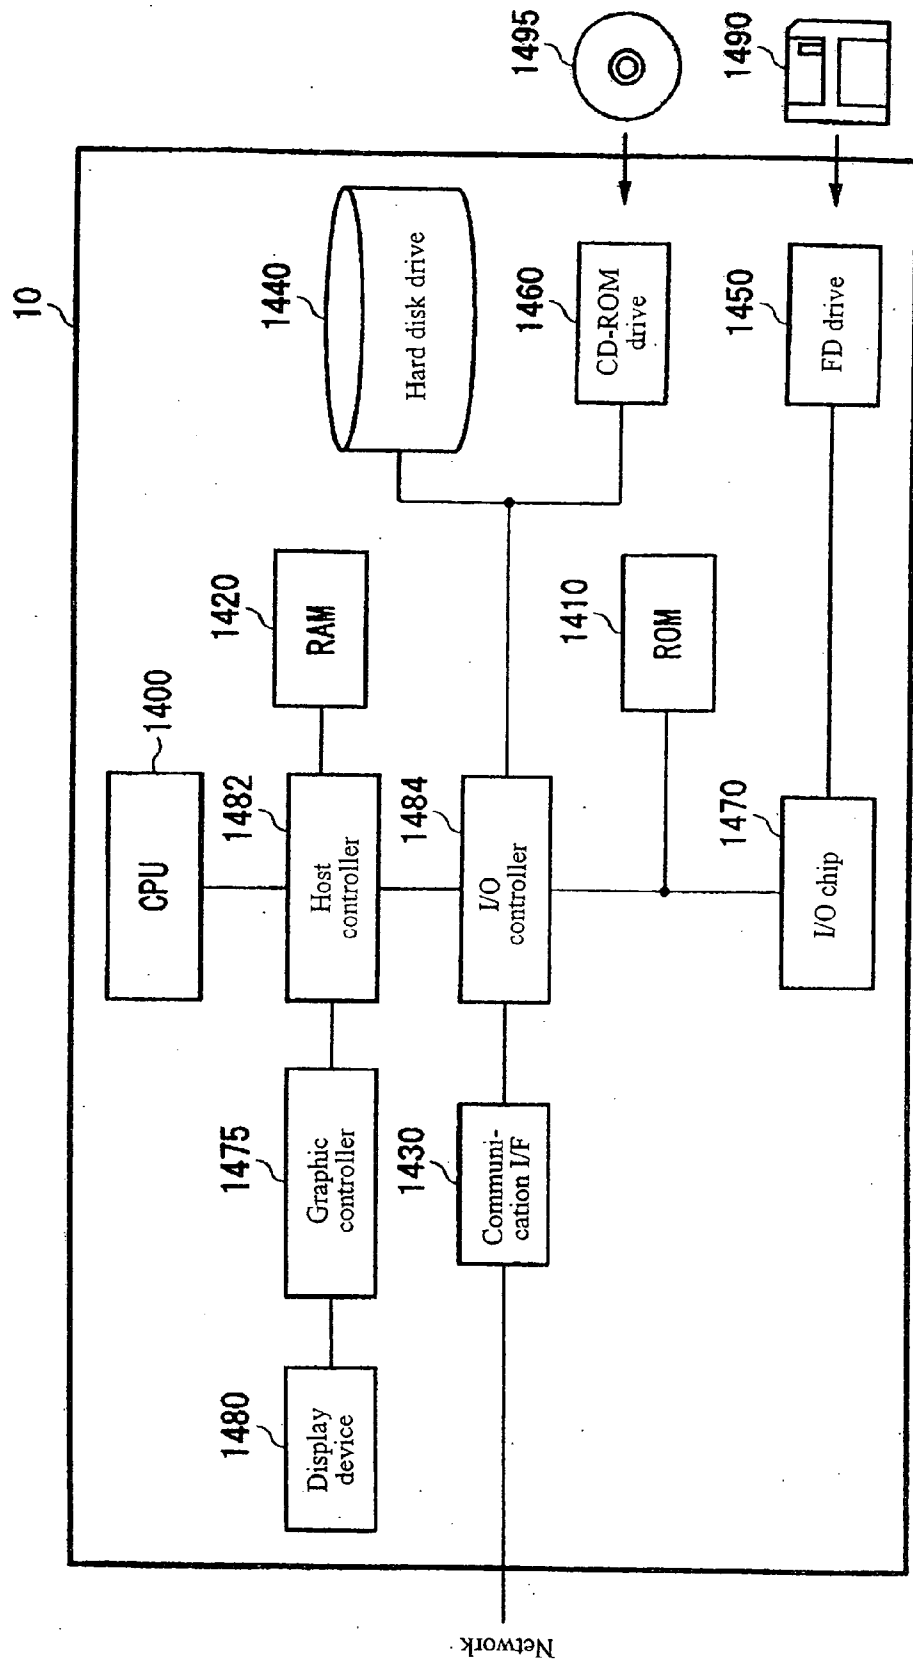 10
1400
CPU
1420
RAM
1440
Hard disk drive
1495
1480
Display
device
1475
Graphic
controller
1482
Host
controller
1430
Communi-
cation I/F
1484
I/O
controller
1410
ROM
1460
CD-ROM
drive
1490
1470
I/O chip
1450
FD drive
Network